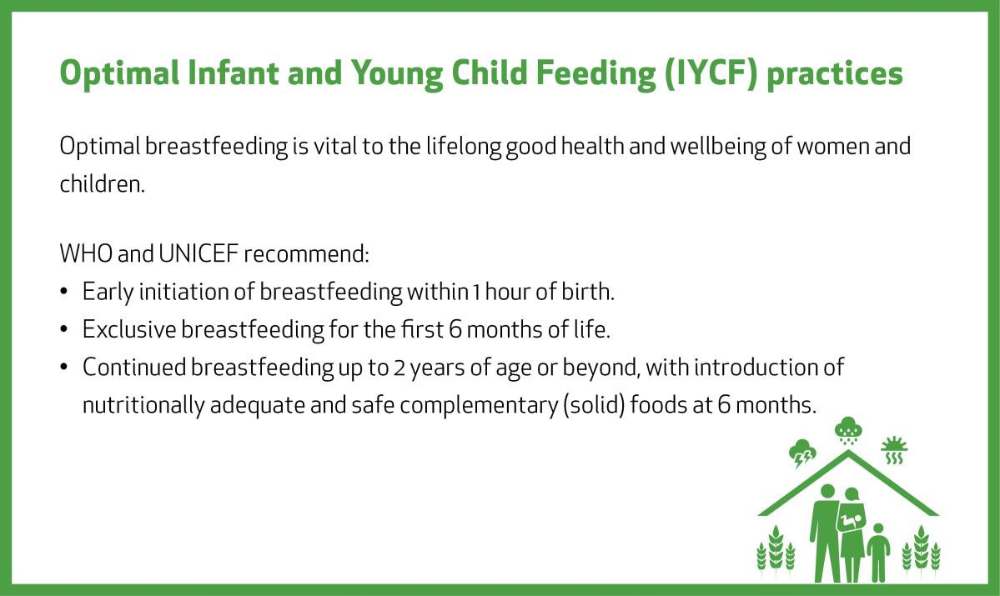 Optimal Infant and Young Child Feeding (IYCF) practices
Optimal breastfeeding is vital to the lifelong good health and wellbeing of women and
children.
WHO and UNICEF recommend:
• Early initiation of breastfeeding within 1 hour of birth.
• Exclusive breastfeeding for the first 6 months of life.
• Continued breastfeeding up to 2 years of age or beyond, with introduction of
nutritionally adequate and safe complementary (solid) foods at 6 months.